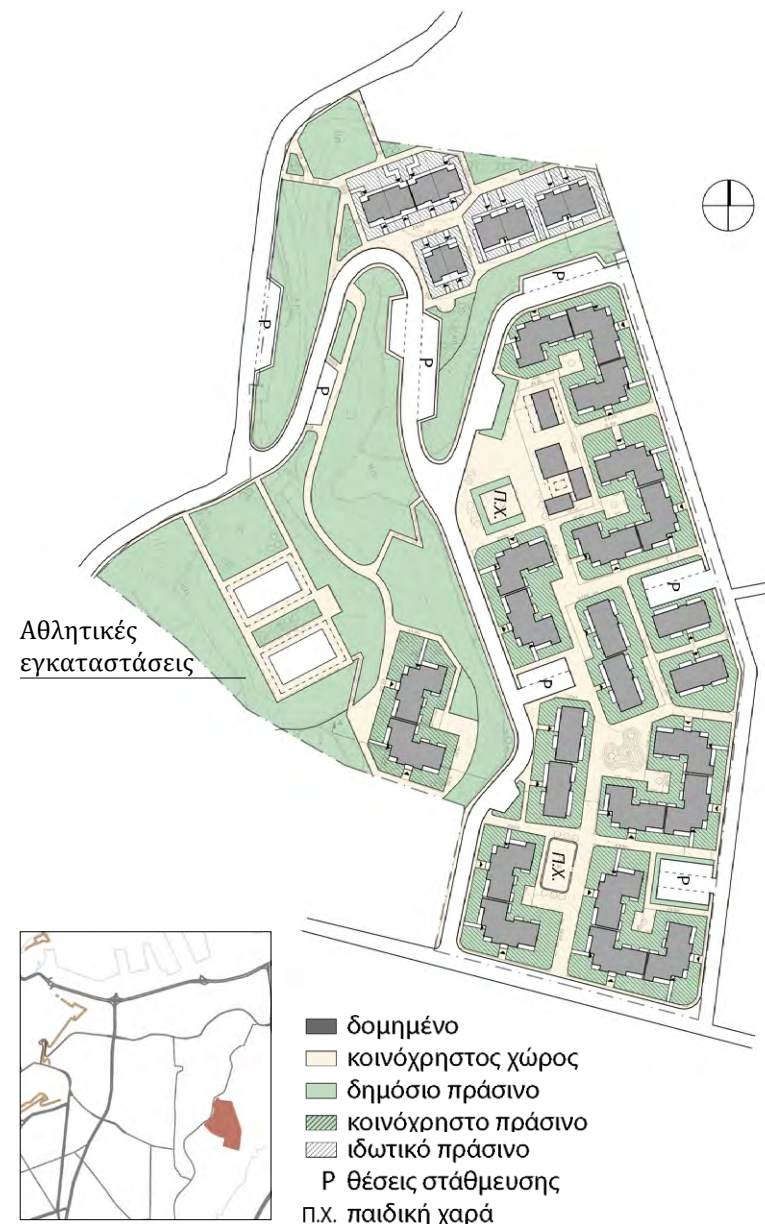 P
P
P
P
Π.Χ.
P
Αθλητικές
εγκαταστάσεις
P
Π.Χ.
P
δομημένο
κοινόχρηστος χώρος
δημόσιο πράσινο
κοινόχρηστο πράσινο
ιδωτικό πράσινο
P θέσεις στάθμευσης
Π.Χ. παιδική χαρά